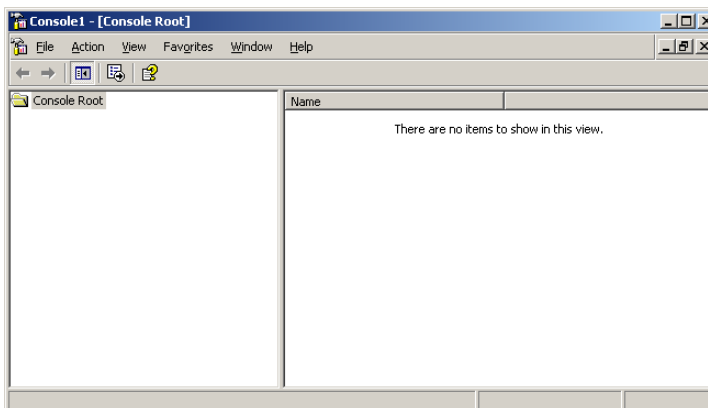 Console1 - [Console Root]
File Action View Favorites Window Help
Console Root
Name
There are no items to show in this view.